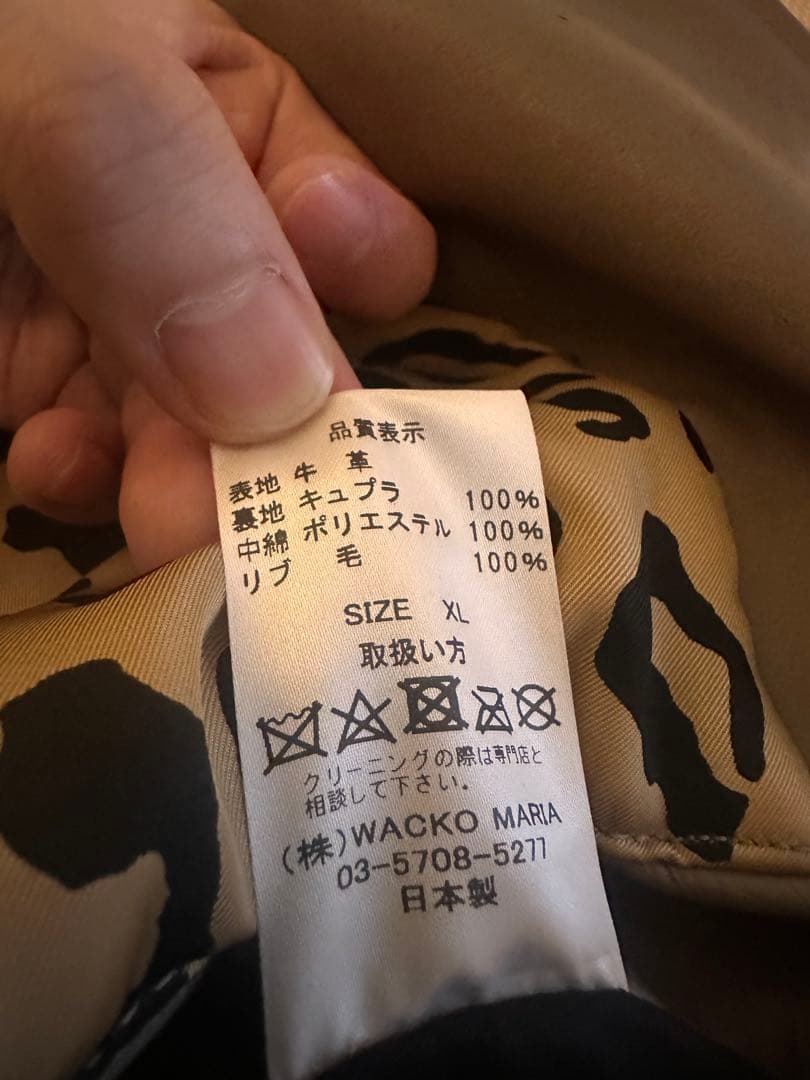 品質表示
表地 牛 革
裏地 キュプラ 100%
中綿 ポリエステル 100%
リブ 毛 100%
SIZE XL
取扱い方
クリーニングの際は専門店と
相談して下さい。
(株)WACKO MARIA
03-5708-5277
日本製